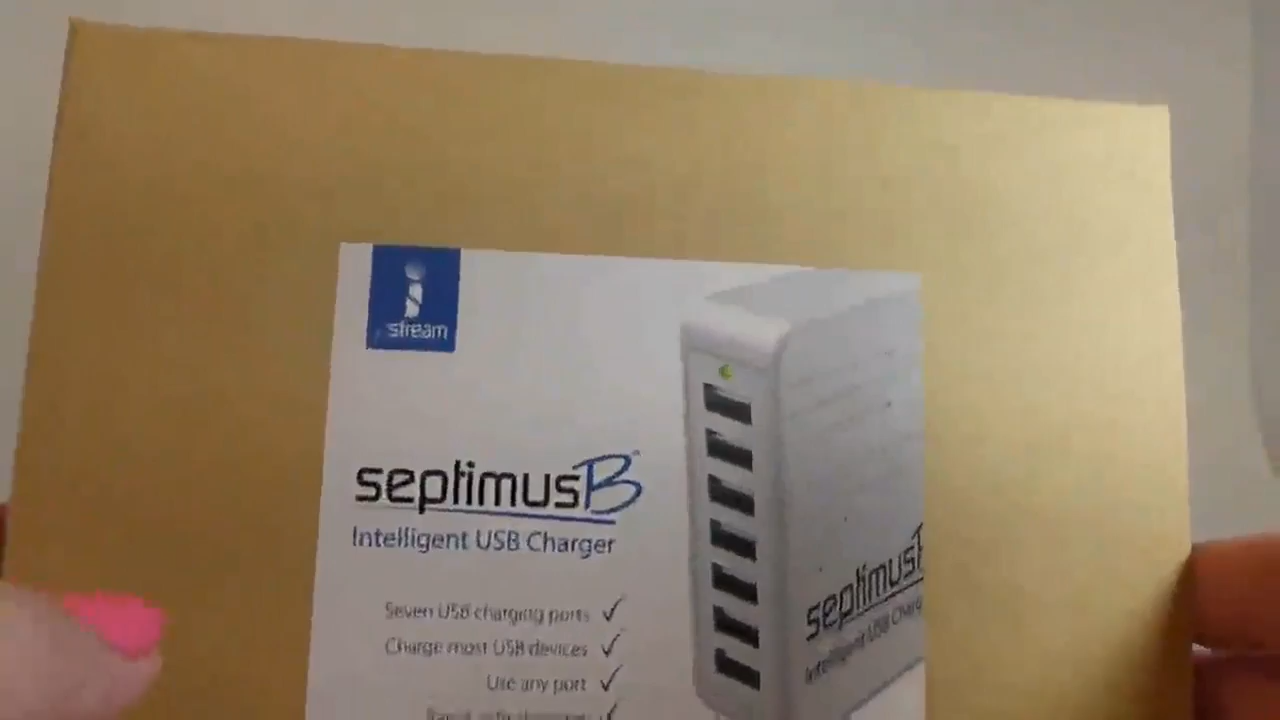 i
stream
septimusB
Intelligent USB Charger
Seven USB charging ports ✓
Charge most USB devices ✓
Use any port ✓
septimus
Intelligent USB